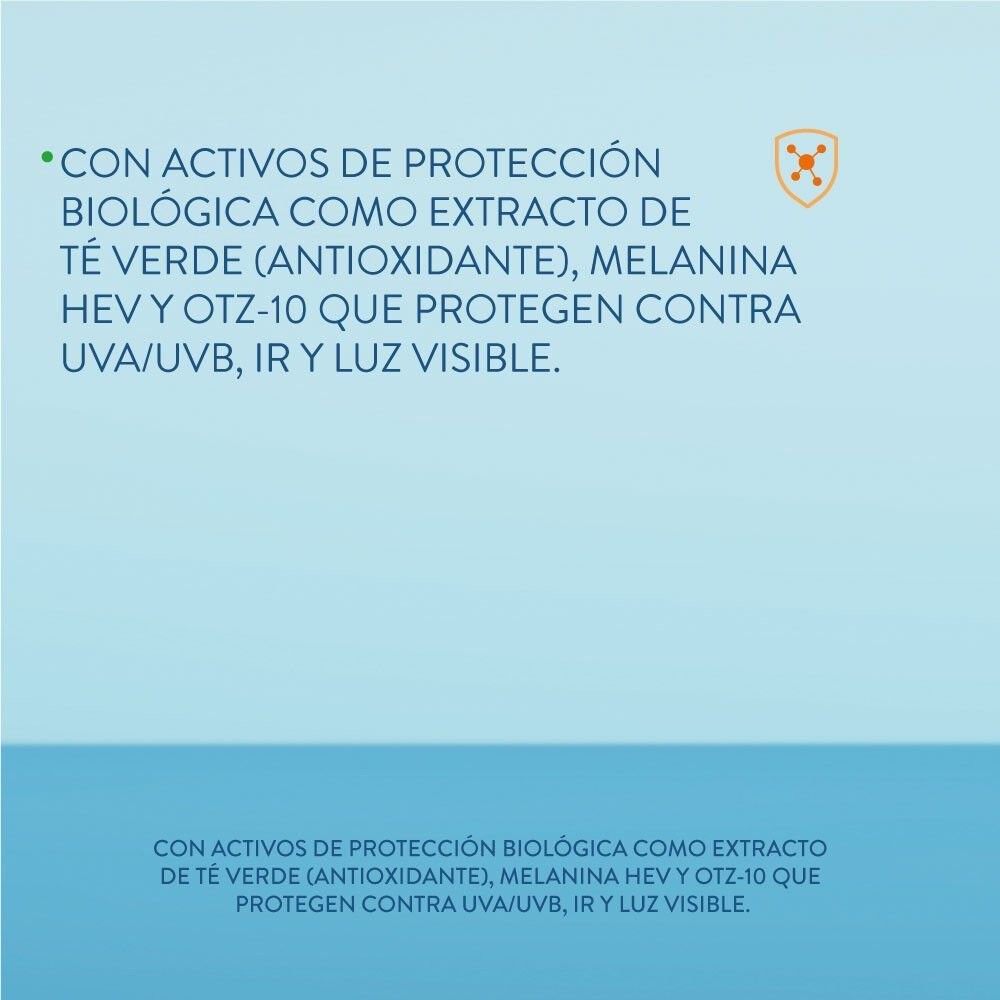 CON ACTIVOS DE PROTECCIÓN
BIOLÓGICA COMO EXTRACTO DE
TÉ VERDE (ANTIOXIDANTE), MELANINA
HEV Y OTZ-10 QUE PROTEGEN CONTRA
UVA/UVB, IR Y LUZ VISIBLE.
CON ACTIVOS DE PROTECCIÓN BIOLÓGICA COMO EXTRACTO
DE TÉ VERDE (ANTIOXIDANTE), MELANINA HEV Y OTZ-10 QUE
PROTEGEN CONTRA UVA/UVB, IR Y LUZ VISIBLE.